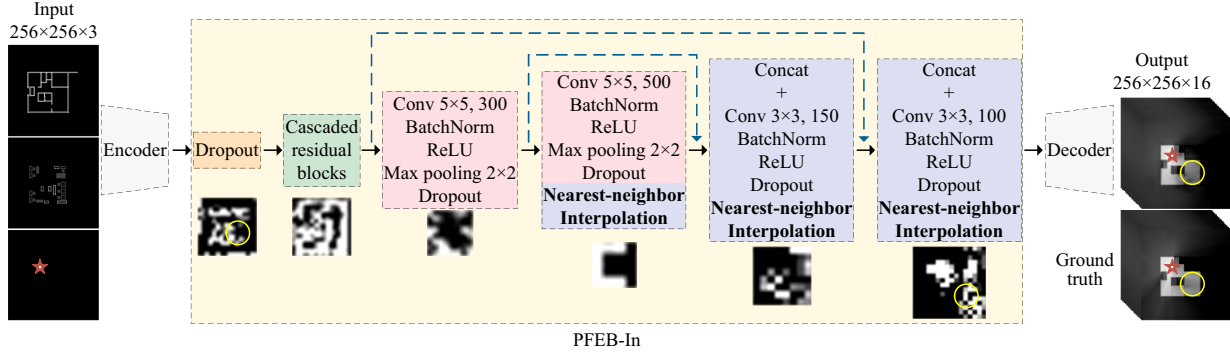 Input
256×256×3
Encoder
Dropout
Cascaded
residual
blocks
Conv 5×5, 300
BatchNorm
ReLU
Max pooling 2×2
Dropout
Conv 5×5, 500
BatchNorm
ReLU
Max pooling 2×2
Dropout
Nearest-neighbor
Interpolation
Concat
+
Conv 3×3, 150
BatchNorm
ReLU
Dropout
Nearest-neighbor
Interpolation
Concat
+
Conv 3×3, 100
BatchNorm
ReLU
Dropout
Nearest-neighbor
Interpolation
Decoder
Output
256×256×16
Ground
truth
PFEB-In